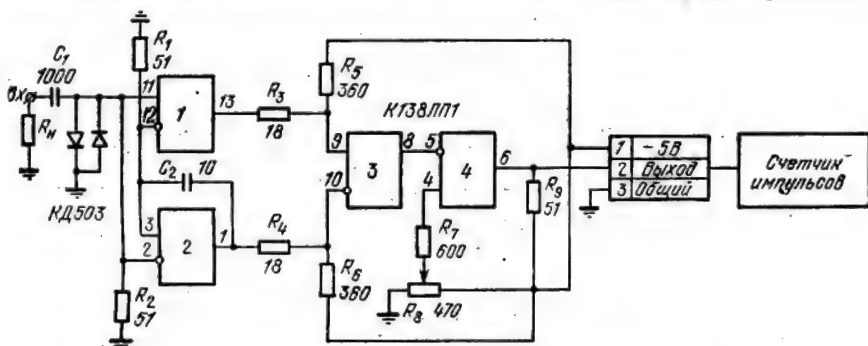 R1
51
C1
1000
Вх
Rи
КД503
11
12
1
13
R3
18
R5
360
К138ЛП1
C2 10
3
2
2
1
R4
18
R2
51
9
10
3
8
5
4
4
6
R6
360
R7
600
R8 470
R9
51
1 -5В
2 Выход
3 Общий
Счетчик
импульсов